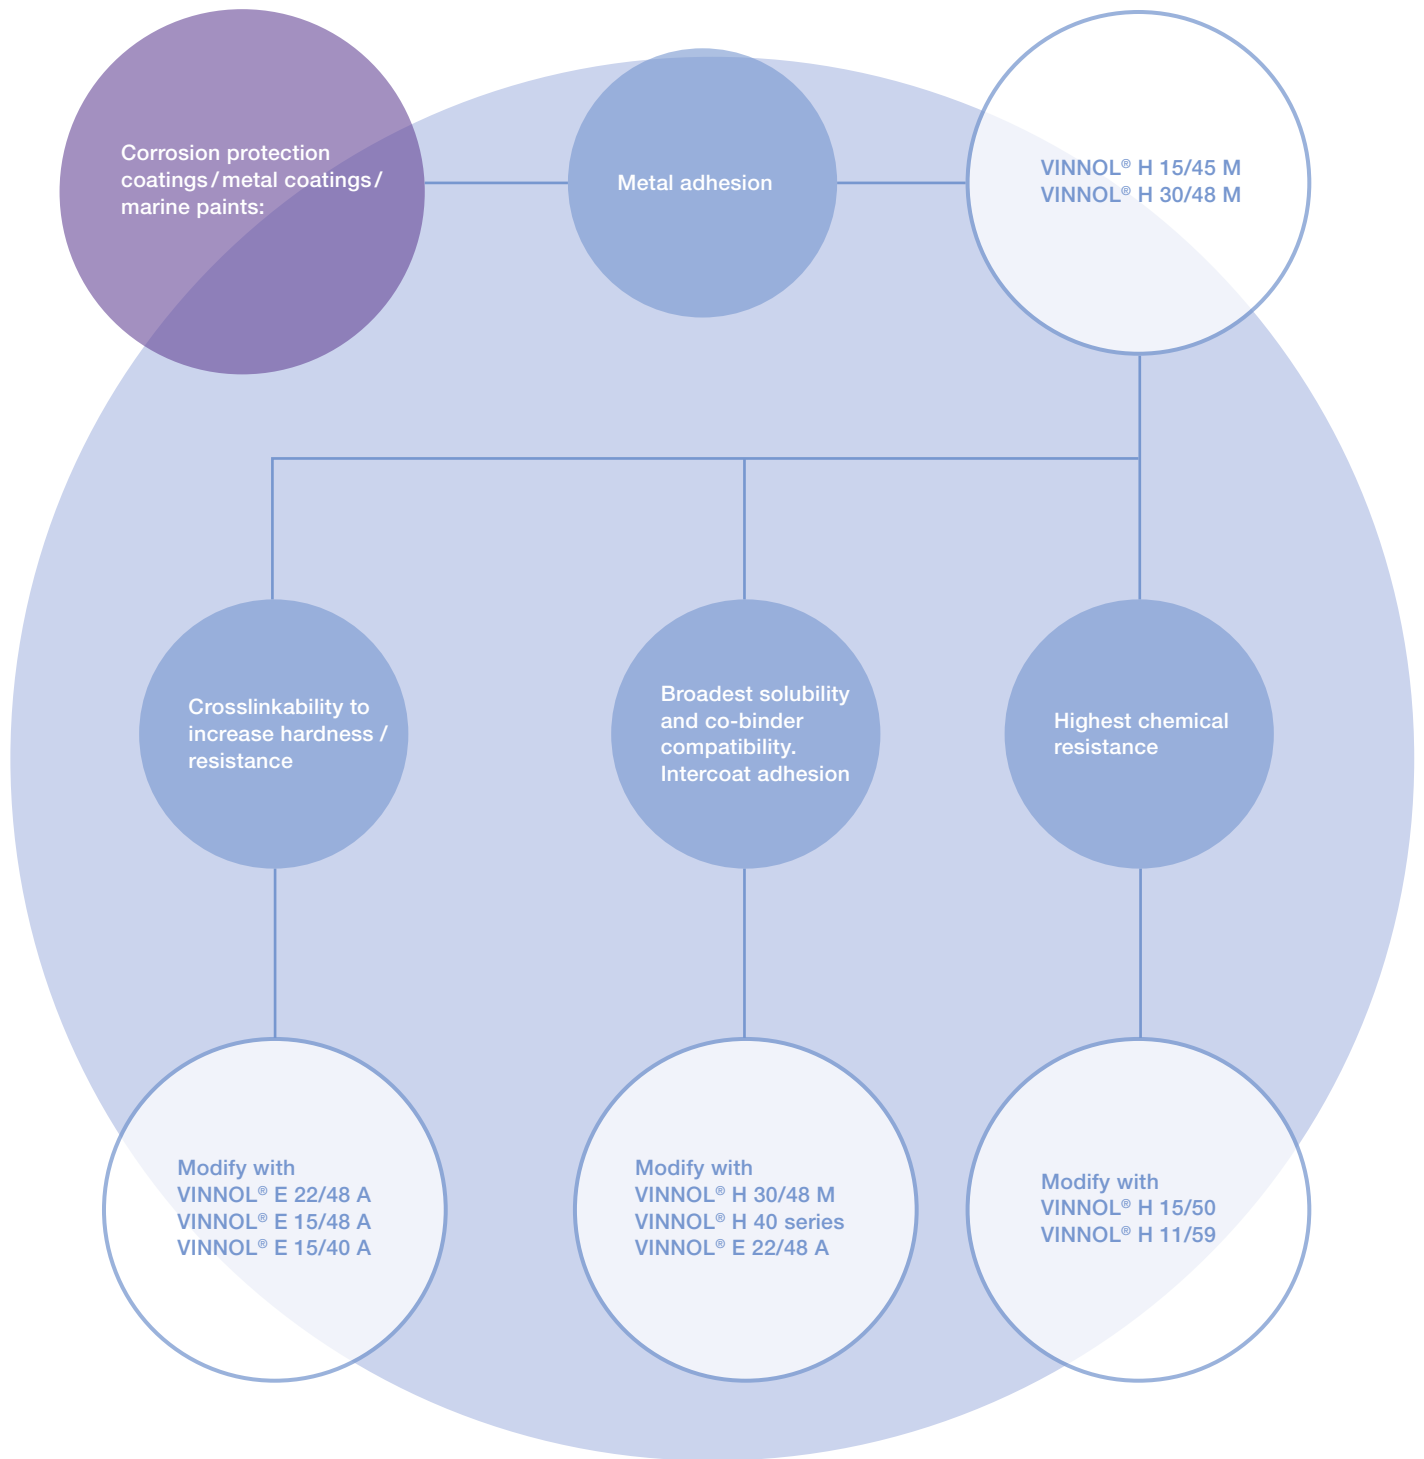 Corrosion protection
coatings / metal coatings /
marine paints:
Metal adhesion
VINNOL® H 15/45 M
VINNOL® H 30/48 M
Crosslinkability to
increase hardness /
resistance
Broadest solubility
and co-binder
compatibility.
Intercoat adhesion
Highest chemical
resistance
Modify with
VINNOL® E 22/48 A
VINNOL® E 15/48 A
VINNOL® E 15/40 A
Modify with
VINNOL® H 30/48 M
VINNOL® H 40 series
VINNOL® E 22/48 A
Modify with
VINNOL® H 15/50
VINNOL® H 11/59